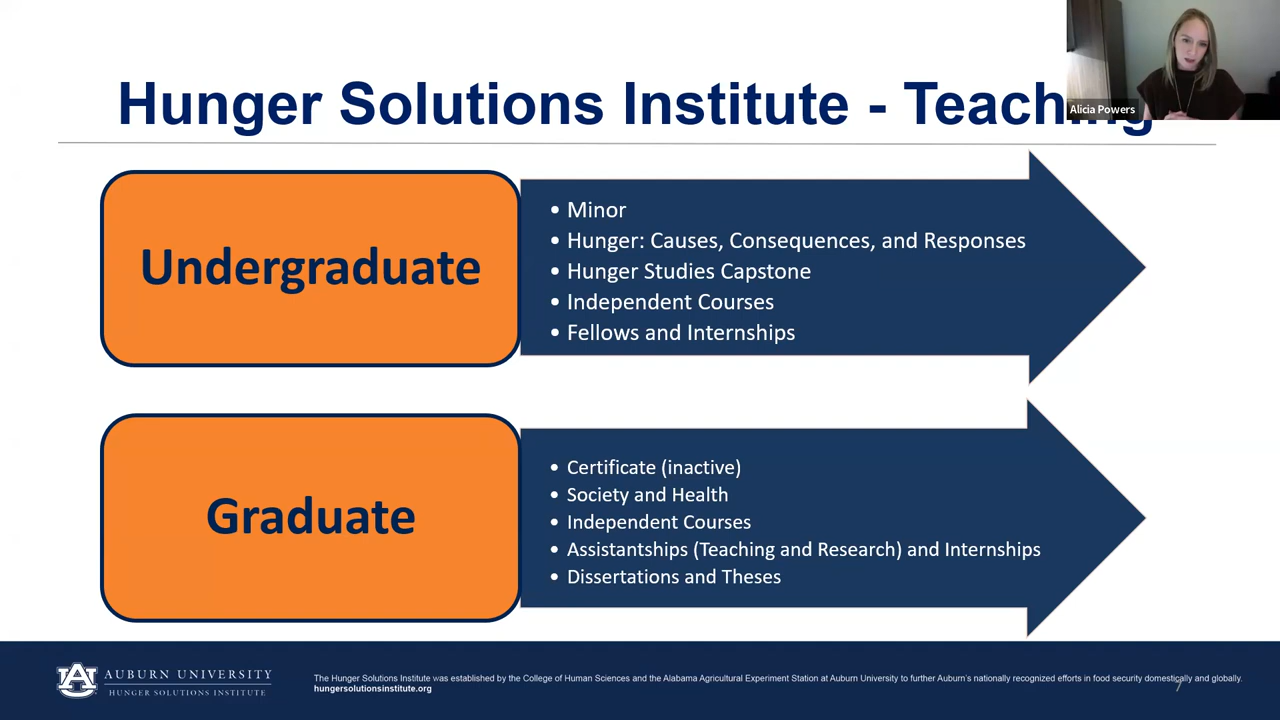 Hunger Solutions Institute - Teaching
Alicia Powers
Undergraduate
• Minor
• Hunger: Causes, Consequences, and Responses
• Hunger Studies Capstone
• Independent Courses
• Fellows and Internships
Graduate
• Certificate (inactive)
• Society and Health
• Independent Courses
• Assistantships (Teaching and Research) and Internships
• Dissertations and Theses
AUBURN UNIVERSITY
HUNGER SOLUTIONS INSTITUTE
The Hunger Solutions Institute was established by the College of Human Sciences and the Alabama Agricultural Experiment Station at Auburn University to further Auburn's nationally recognized efforts in food security domestically and globally.
hungersolutionsinstitute.org
7